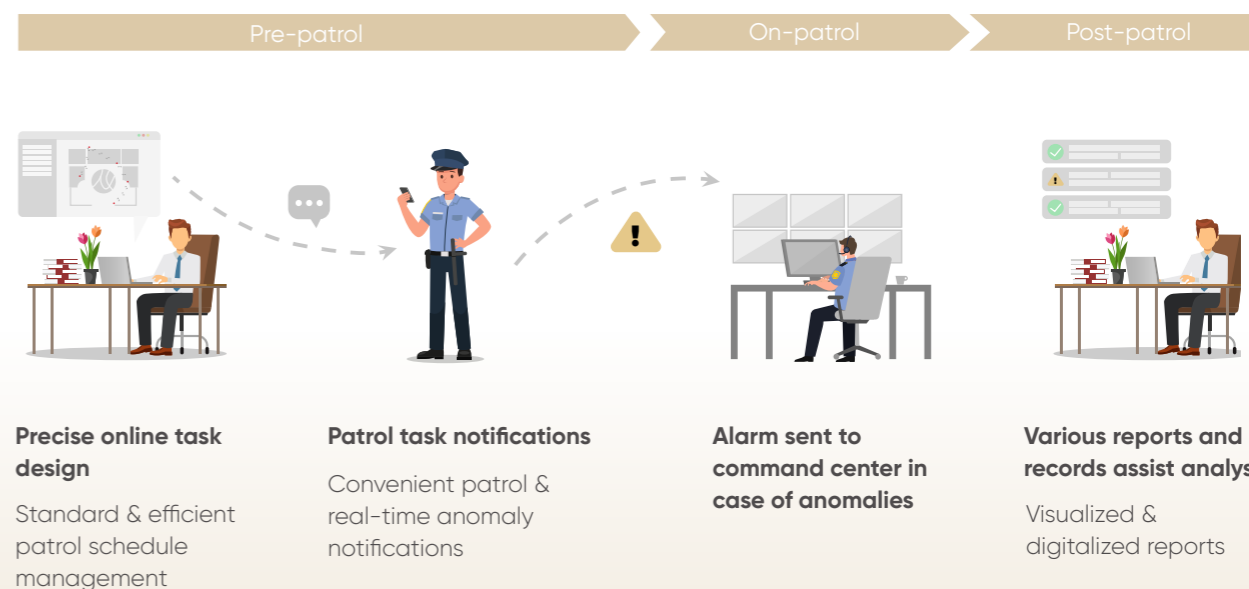 Pre-patrol
On-patrol
Post-patrol
Precise online task
design
Standard & efficient
patrol schedule
management
Patrol task notifications
Convenient patrol &
real-time anomaly
notifications
Alarm sent to
command center in
case of anomalies
Various reports and
records assist
Visualized &
digitalized reports